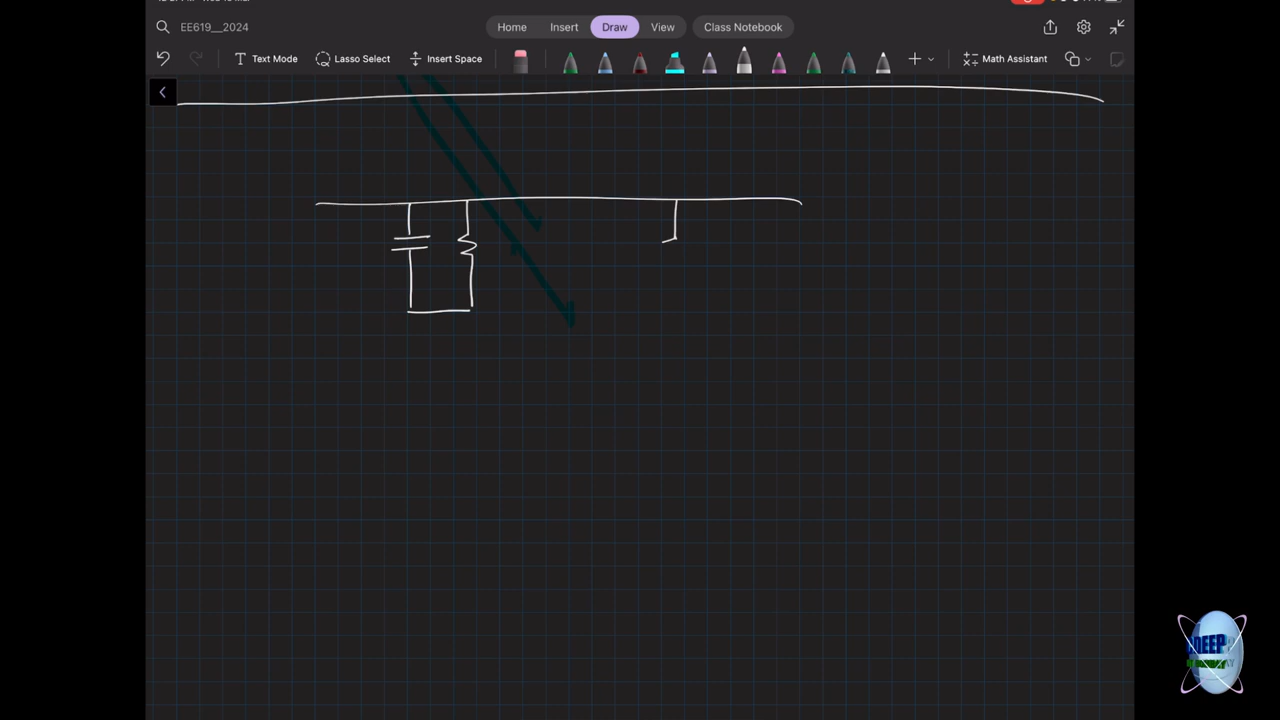 EE619__2024
Home Insert Draw View Class Notebook
Text Mode Lasso Select Insert Space Math Assistant